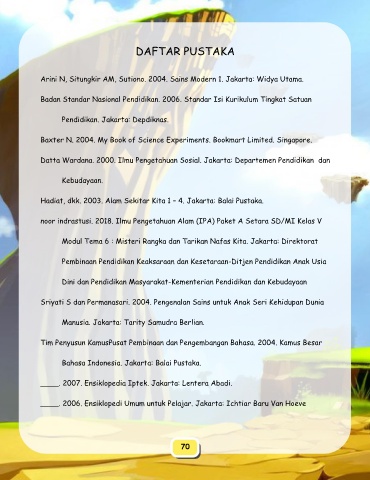 DAFTAR PUSTAKA
Arini N, Situngkir AM, Sutiono. 2004. Sains Modern 1. Jakarta: Widya Utama.
Badan Standar Nasional Pendidikan. 2006. Standar Isi Kurikulum Tingkat Satuan
Pendidikan. Jakarta: Depdiknas.
Baxter N. 2004. My Book of Science Experiments. Bookmart Limited. Singapore.
Datta Wardana. 2000. Ilmu Pengetahuan Sosial. Jakarta: Departemen Pendidikan dan
Kebudayaan.
Hadiat, dkk. 2003. Alam Sekitar Kita 1 – 4. Jakarta: Balai Pustaka.
noor indrastusi. 2018. Ilmu Pengetahuan Alam (IPA) Paket A Setara SD/MI Kelas V
Modul Tema 6 : Misteri Rangka dan Tarikan Nafas Kita. Jakarta: Direktorat
Pembinaan Pendidikan Keaksaraan dan Kesetaraan-Ditjen Pendidikan Anak Usia
Dini dan Pendidikan Masyarakat-Kementerian Pendidikan dan Kebudayaan
Sriyati S dan Permanasari. 2004. Pengenalan Sains untuk Anak Seri Kehidupan Dunia
Manusia. Jakarta: Tarity Samudra Berlian.
Tim Penyusun KamusPusat Pembinaan dan Pengembangan Bahasa. 2004. Kamus Besar
Bahasa Indonesia. Jakarta: Balai Pustaka.
____. 2007. Ensiklopedia Iptek. Jakarta: Lentera Abadi.
____. 2006. Ensiklopedi Umum untuk Pelajar. Jakarta: Ichtiar Baru Van Hoeve
70